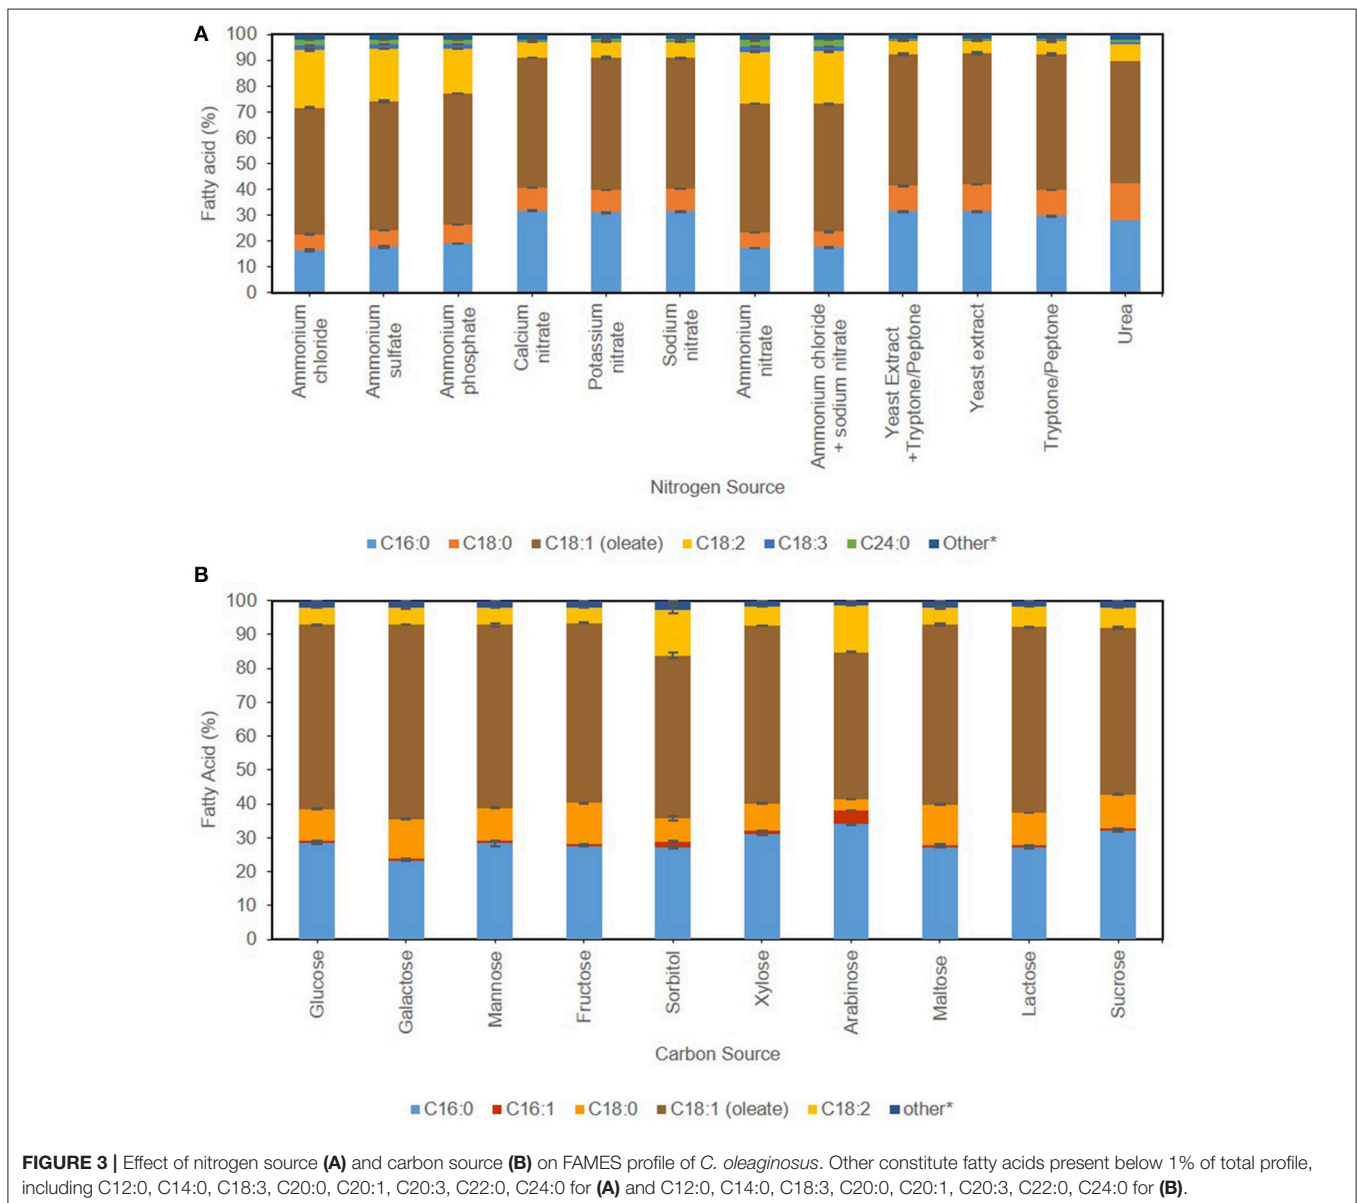 A
100
90
80
70
60
50
40
30
20
10
0
Fatty acid (%)
Ammonium
chloride
Ammonium
sulfate
Ammonium
phosphate
Calcium
nitrate
Potassium
nitrate
Sodium
nitrate
Ammonium
nitrate
Ammonium chloride
+ sodium nitrate
Yeast Extract
+Tryptone/Peptone
Yeast extract
Tryptone/Peptone
Urea
Nitrogen Source
C16:0 C18:0 C18:1 (oleate) C18:2 C18:3 C24:0 Other*
B
100
90
80
70
60
50
40
30
20
10
0
Fatty Acid (%)
Glucose
Galactose
Mannose
Fructose
Sorbitol
Xylose
Arabinose
Maltose
Lactose
Sucrose
Carbon Source
C16:0 C16:1 C18:0 C18:1 (oleate) C18:2 other*
FIGURE 3 | Effect of nitrogen source (A) and carbon source (B) on FAMES profile of C. oleaginosus. Other constitute fatty acids present below 1% of total profile,
including C12:0, C14:0, C18:3, C20:0, C20:1, C20:3, C22:0, C24:0 for (A) and C12:0, C14:0, C18:3, C20:0, C20:1, C20:3, C22:0, C24:0 for (B).